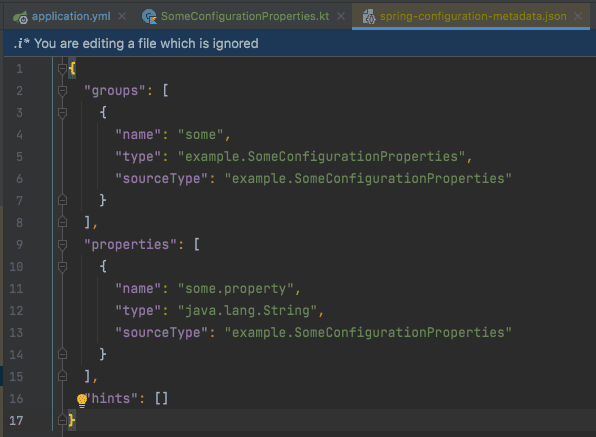 application.yml × SomeConfigurationProperties.kt × spring-configuration-metadata.json ×
.i* You are editing a file which is ignored
1 {
2 "groups": [
3 {
4 "name": "some",
5 "type": "example.SomeConfigurationProperties",
6 "sourceType": "example.SomeConfigurationProperties"
7 }
8 ],
9 "properties": [
10 {
11 "name": "some.property",
12 "type": "java.lang.String",
13 "sourceType": "example.SomeConfigurationProperties"
14 }
15 ],
16 "hints": []
17 }